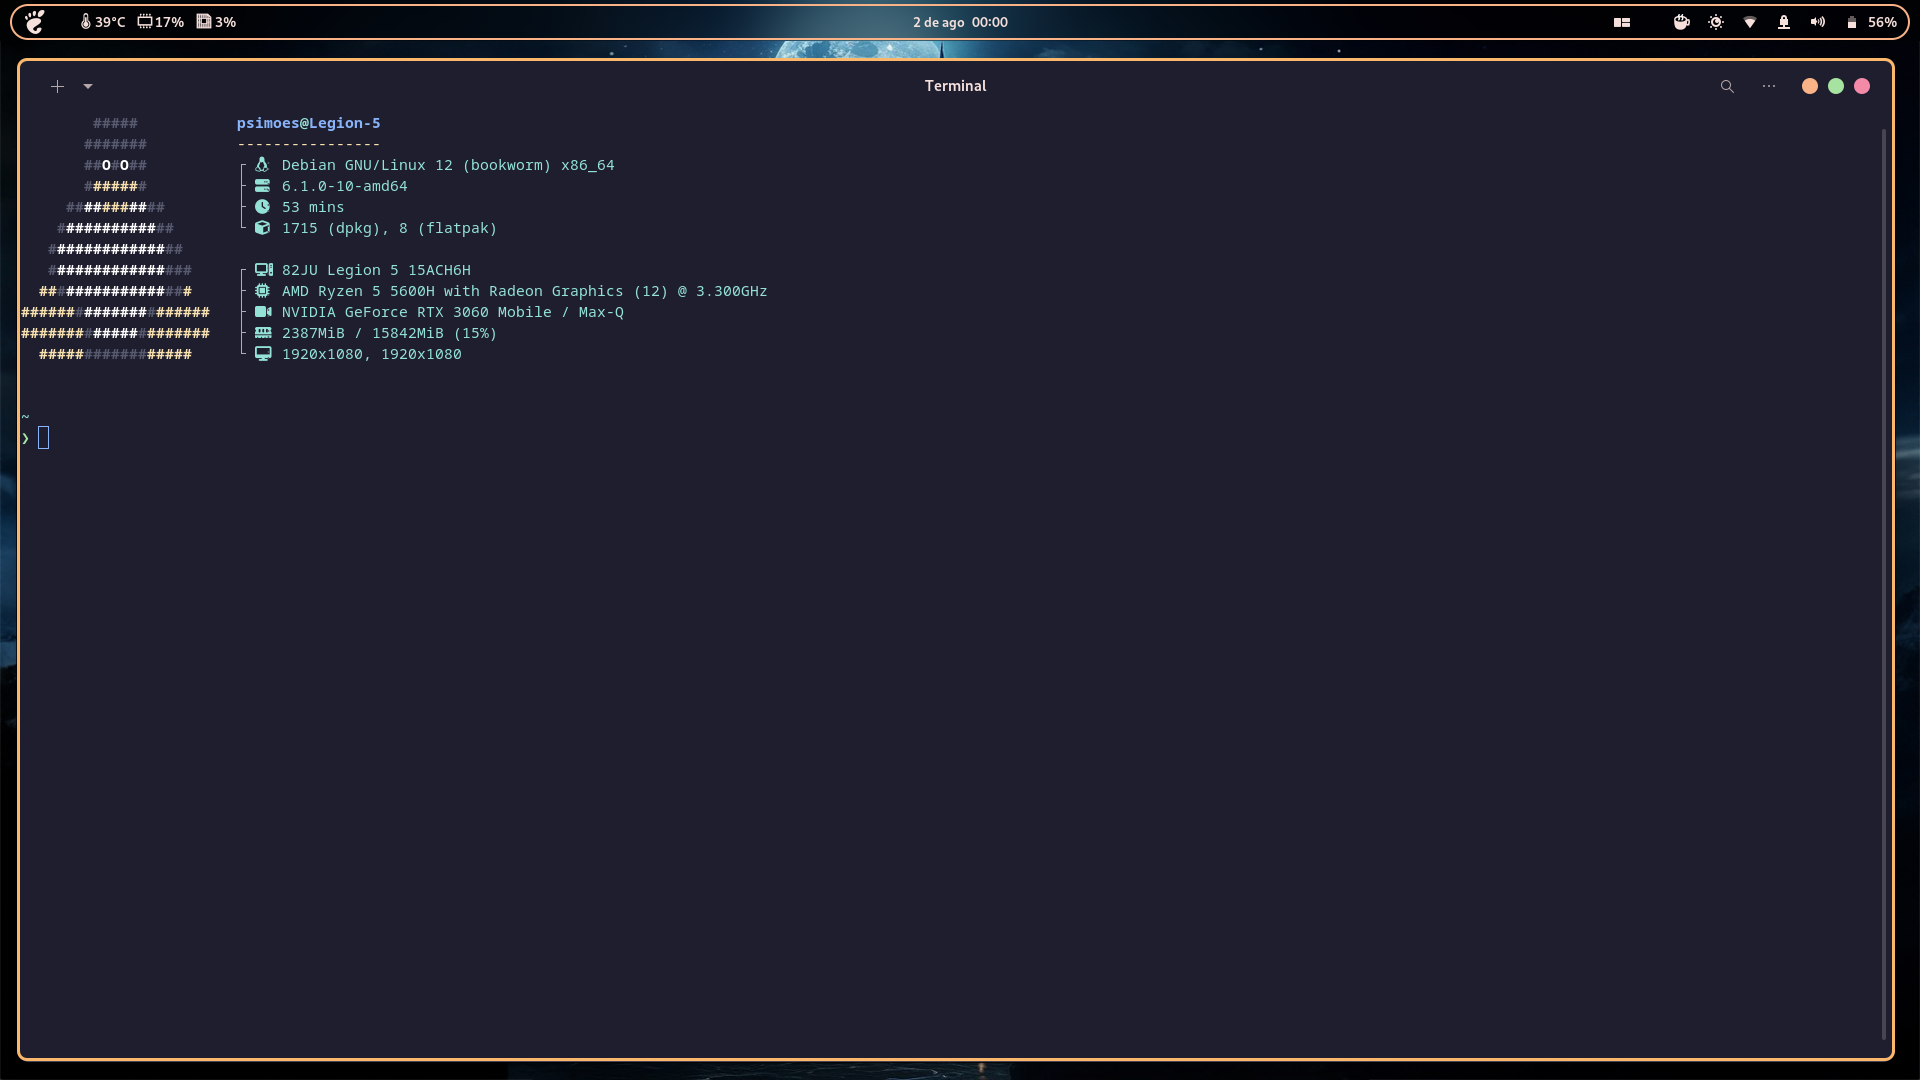 39°C 17% 3% 2 de ago 00:00 56%
Terminal
##### psimoes@Legion-5
####### ----------------
##O#O## Debian GNU/Linux 12 (bookworm) x86_64
####### 6.1.0-10-amd64
########### 53 mins
############# 1715 (dpkg), 8 (flatpak)
###############
################ 82JU Legion 5 15ACH6H
################# AMD Ryzen 5 5600H with Radeon Graphics (12) @ 3.300GHz
##################### NVIDIA GeForce RTX 3060 Mobile / Max-Q
##################### 2387MiB / 15842MiB (15%)
################# 1920x1080, 1920x1080
~
❯